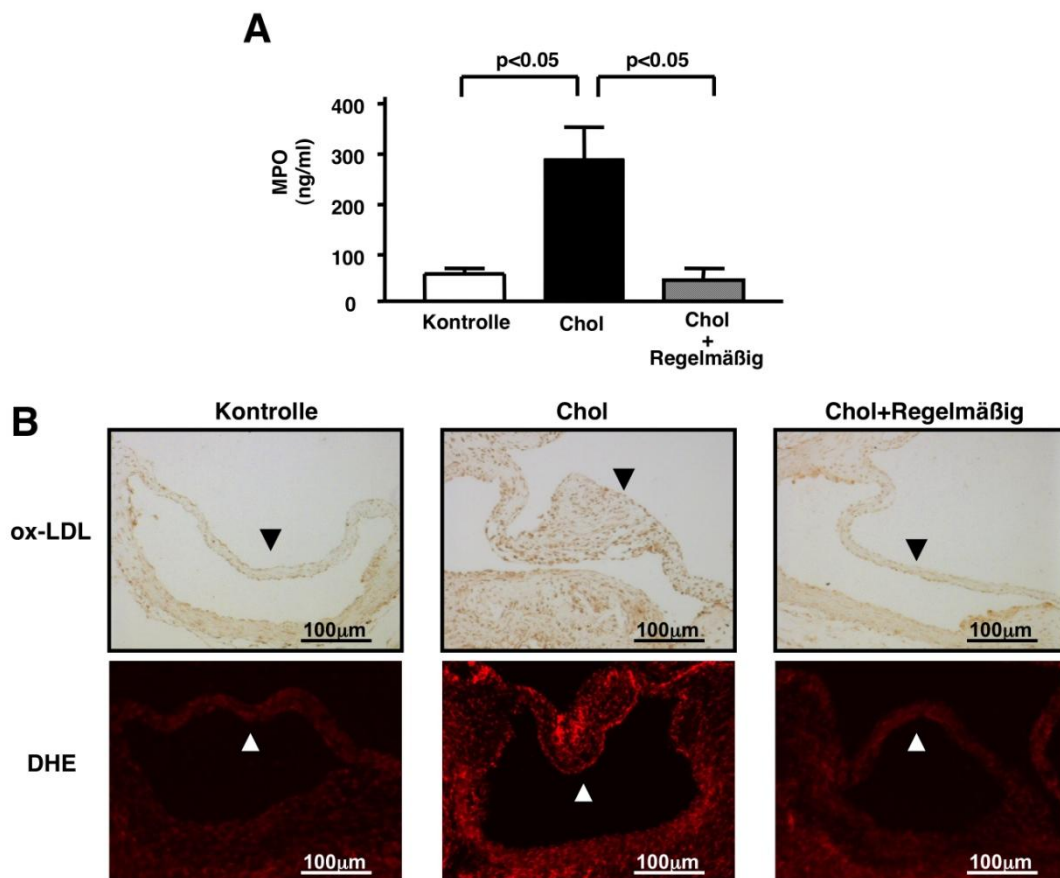 A
p<0.05 p<0.05
400
300
200
100
0
MPO
(ng/ml)
Kontrolle Chol Chol
+
Regelmäßig
B
Kontrolle Chol Chol+Regelmäßig
ox-LDL
100μm 100μm 100μm
DHE
100μm 100μm 100μm